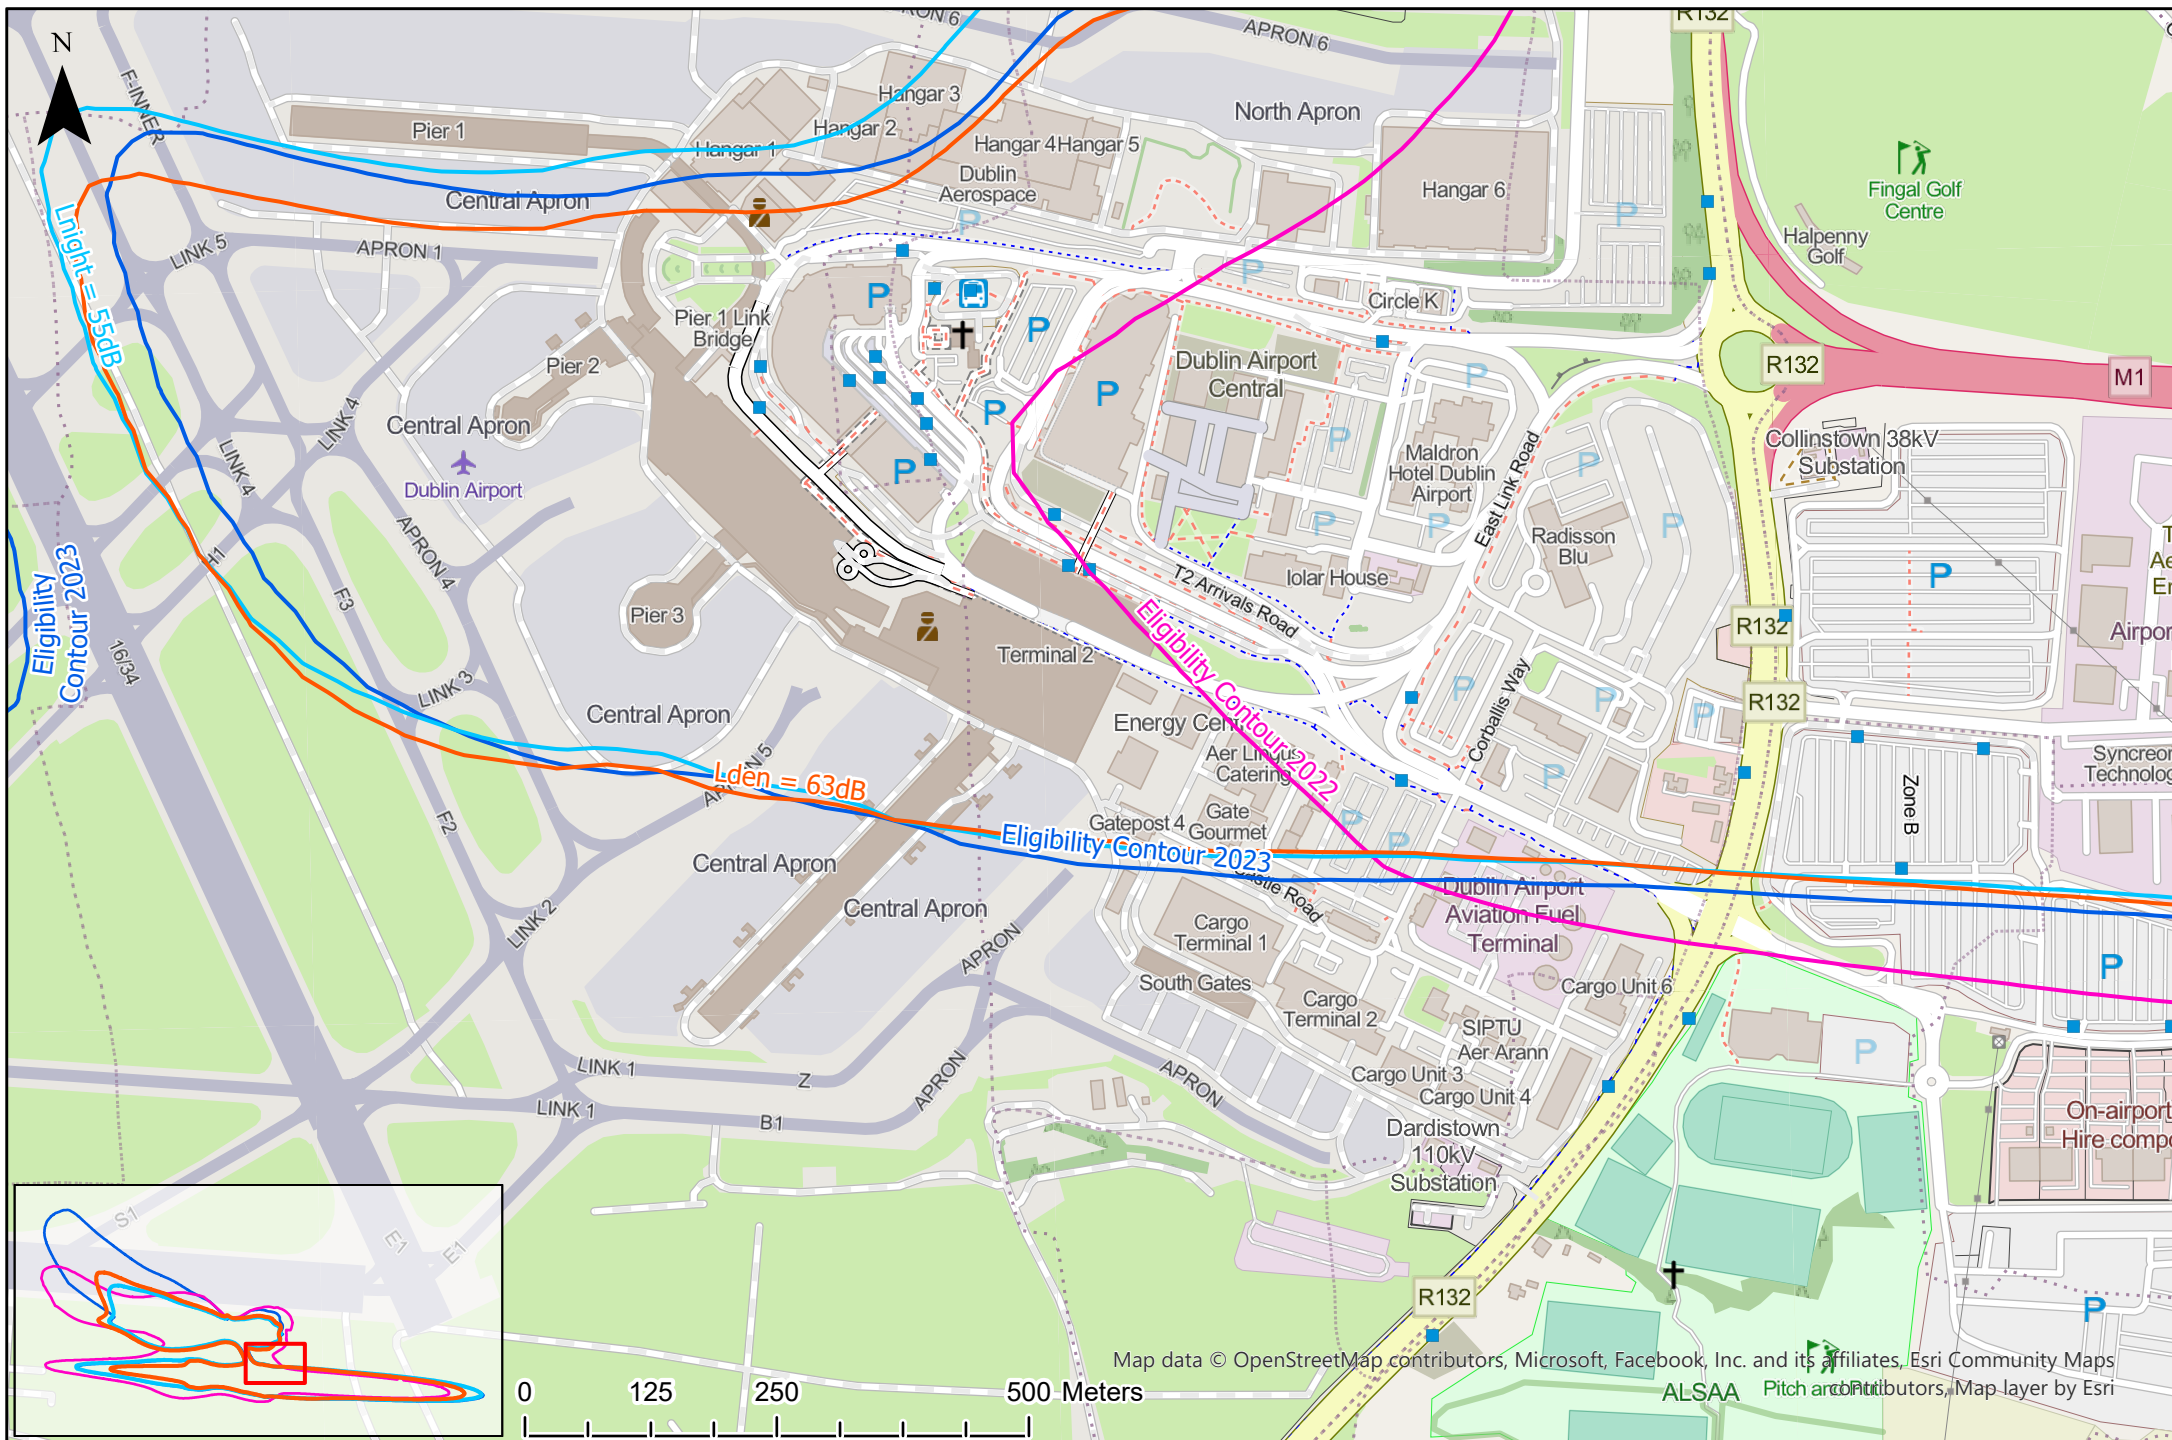 N
R132
APRON 6
APRON 6
F-INNER
Hangar 3
Pier 1
Hangar 2
Hangar 1
Hangar 4
Hangar 5
North Apron
Dublin
Aerospace
P
Hangar 6
P
Fingal Golf
Centre
Halpenny
Golf
Central Apron
LINK 5
APRON 1
Lnight = 55dB
Pier 1 Link
Bridge
P
P
P
Circle K
Pier 2
Dublin Airport
Central
P
P
P
R132
M1
Central Apron
LINK 4
LINK 4
Dublin Airport
P
P
Maldron
Hotel Dublin
Airport
P
P
East Link Road
P
P
Collinstown 38kV
Substation
Radisson
Blu
H1
APRON 4
F3
Eligibility
Contour 2023
16/34
Pier 3
Iolar House
T2 Arrivals Road
P
R132
Airpor
Terminal 2
LINK 3
Central Apron
Eligibility Contour 2022
Corballis Way
P
P
P
R132
Energy Cent
Aer Lingus
Catering
P
Syncreon
Technolog
Zone B
Lden = 63dB
F2
Gatepost 4
Gate
Gourmet
P
P
Eligibility Contour 2023
Castle Road
Central Apron
Central Apron
Dublin Airport
Aviation Fuel
Terminal
LINK 2
APRON
Cargo
Terminal 1
South Gates
Cargo
Terminal 2
Cargo Unit 6
P
SIPTU
Aer Arann
P
LINK 1
Z
LINK 1
B1
APRON
APRON
Cargo Unit 3
Cargo Unit 4
Dardistown
110kV
Substation
On-airport
Hire compo
S1
E1
E1
R132
P
0 125 250 500 Meters
ALSAA
Map data © OpenStreetMap contributors, Microsoft, Facebook, Inc. and its affiliates, Esri Community Maps
contributors, Map layer by Esri